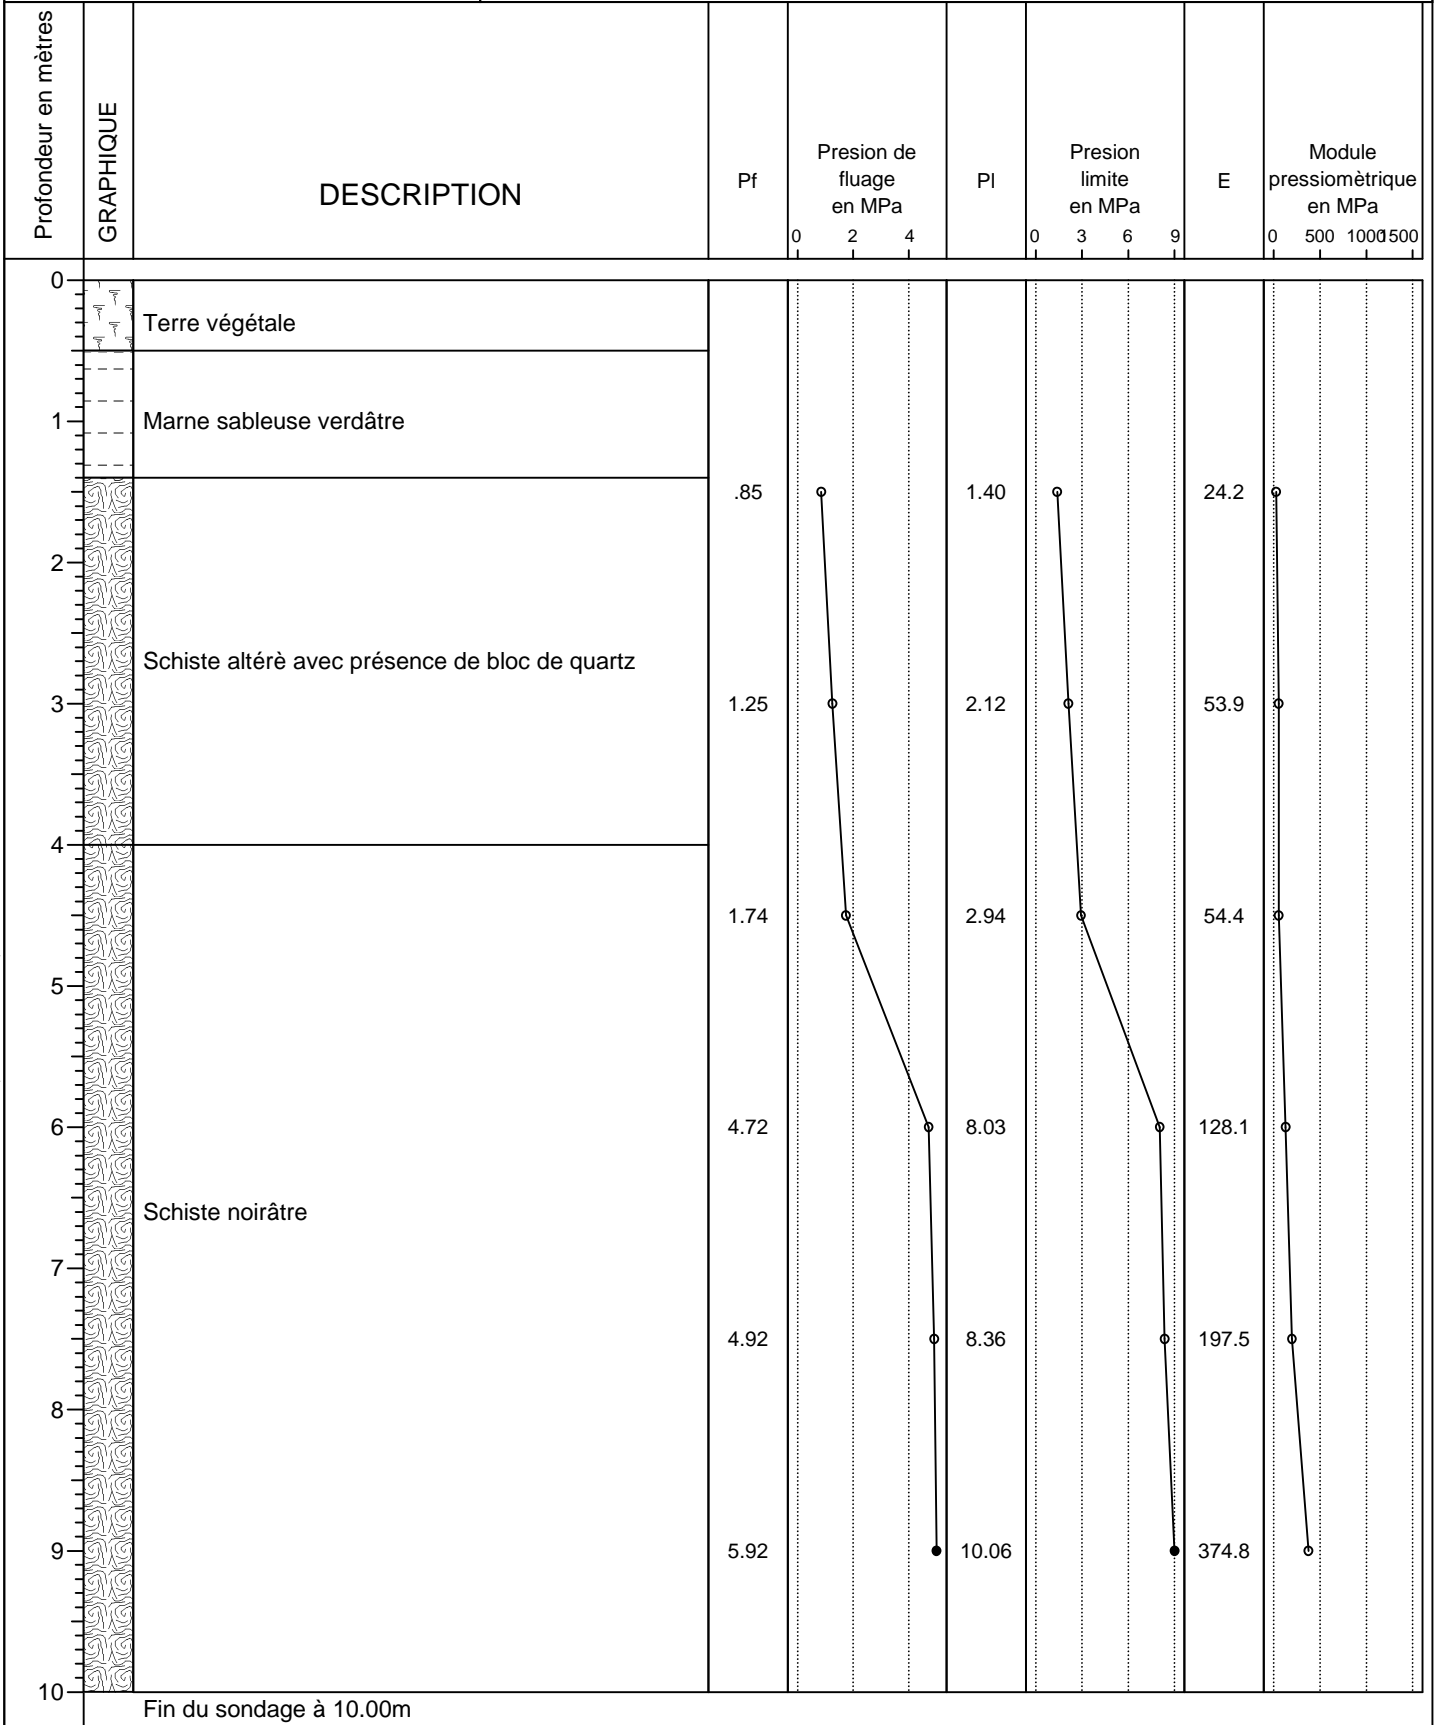 Profondeur en mètres
GRAPHIQUE
DESCRIPTION
Pf
Presion de
fluage
en MPa
0 2 4
Pl
Presion
limite
en MPa
0 3 6 9
E
Module
pressiomètrique
en MPa
0 500 1000 1500
0
Terre végétale
1
Marne sableuse verdâtre
.85 1.40 24.2
2
Schiste altérè avec présence de bloc de quartz
3
1.25 2.12 53.9
4
1.74 2.94 54.4
5
6
4.72 8.03 128.1
Schiste noirâtre
7
4.92 8.36 197.5
8
9
5.92 10.06 374.8
10
Fin du sondage à 10.00m